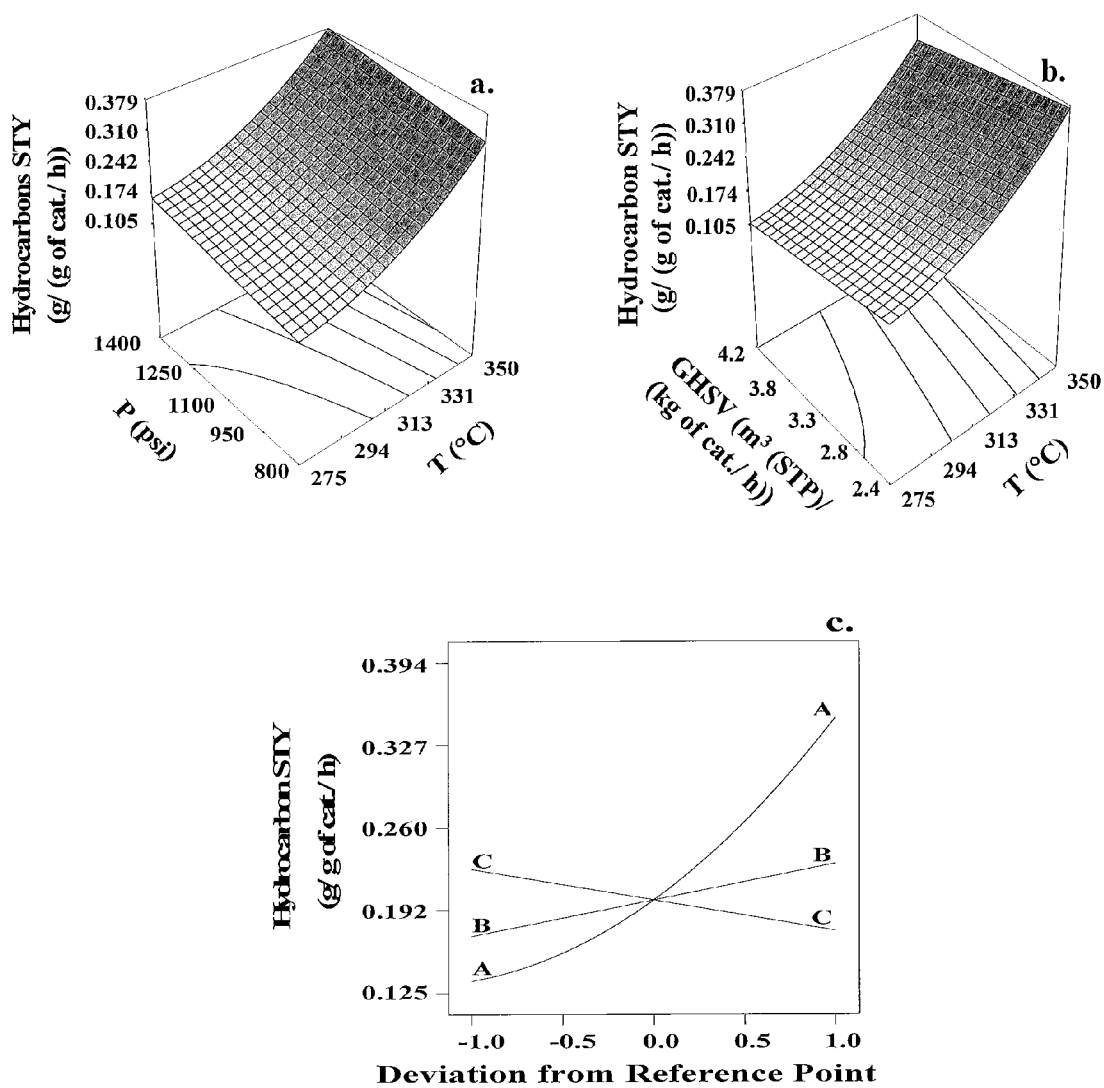 a.
Hydrocarbons STY
(g/ (g of cat./ h))
0.379
0.310
0.242
0.174
0.105
1400
1250
1100
950
800
P (psi)
275
294
313
331
350
T (°C)
b.
Hydrocarbon STY
(g/ (g of cat./ h))
0.379
0.310
0.242
0.174
0.105
4.2
3.8
3.3
2.8
2.4
GHSV (m³ (STP)/
(kg of cat./ h))
275
294
313
331
350
T (°C)
c.
Hydrocarbon STY
(g/ g of cat./ h)
0.394
0.327
0.260
0.192
0.125
A
C
B
B
C
A
-1.0 -0.5 0.0 0.5 1.0
Deviation from Reference Point